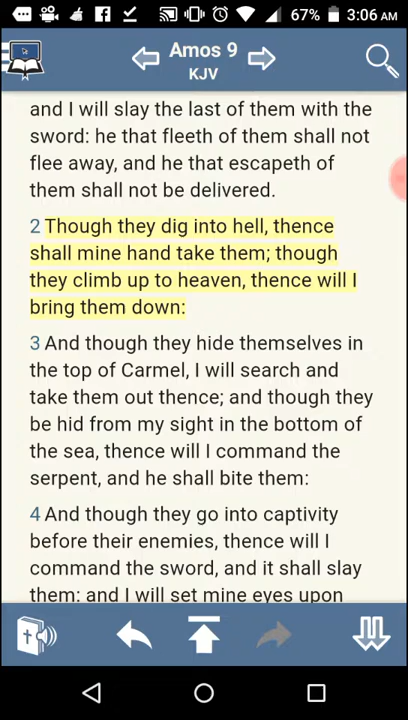 67% 3:06 AM
Amos 9
KJV
and I will slay the last of them with the
sword: he that fleeth of them shall not
flee away, and he that escapeth of
them shall not be delivered.
2 Though they dig into hell, thence
shall mine hand take them; though
they climb up to heaven, thence will I
bring them down:
3 And though they hide themselves in
the top of Carmel, I will search and
take them out thence; and though they
be hid from my sight in the bottom of
the sea, thence will I command the
serpent, and he shall bite them:
4 And though they go into captivity
before their enemies, thence will I
command the sword, and it shall slay
them: and I will set mine eyes upon